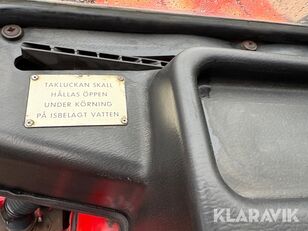 TAKLUCKAN SKALL
HÅLLAS ÖPPEN
UNDER KÖRNING
PÅ ISBELAGT VATTEN
KLARAVIK